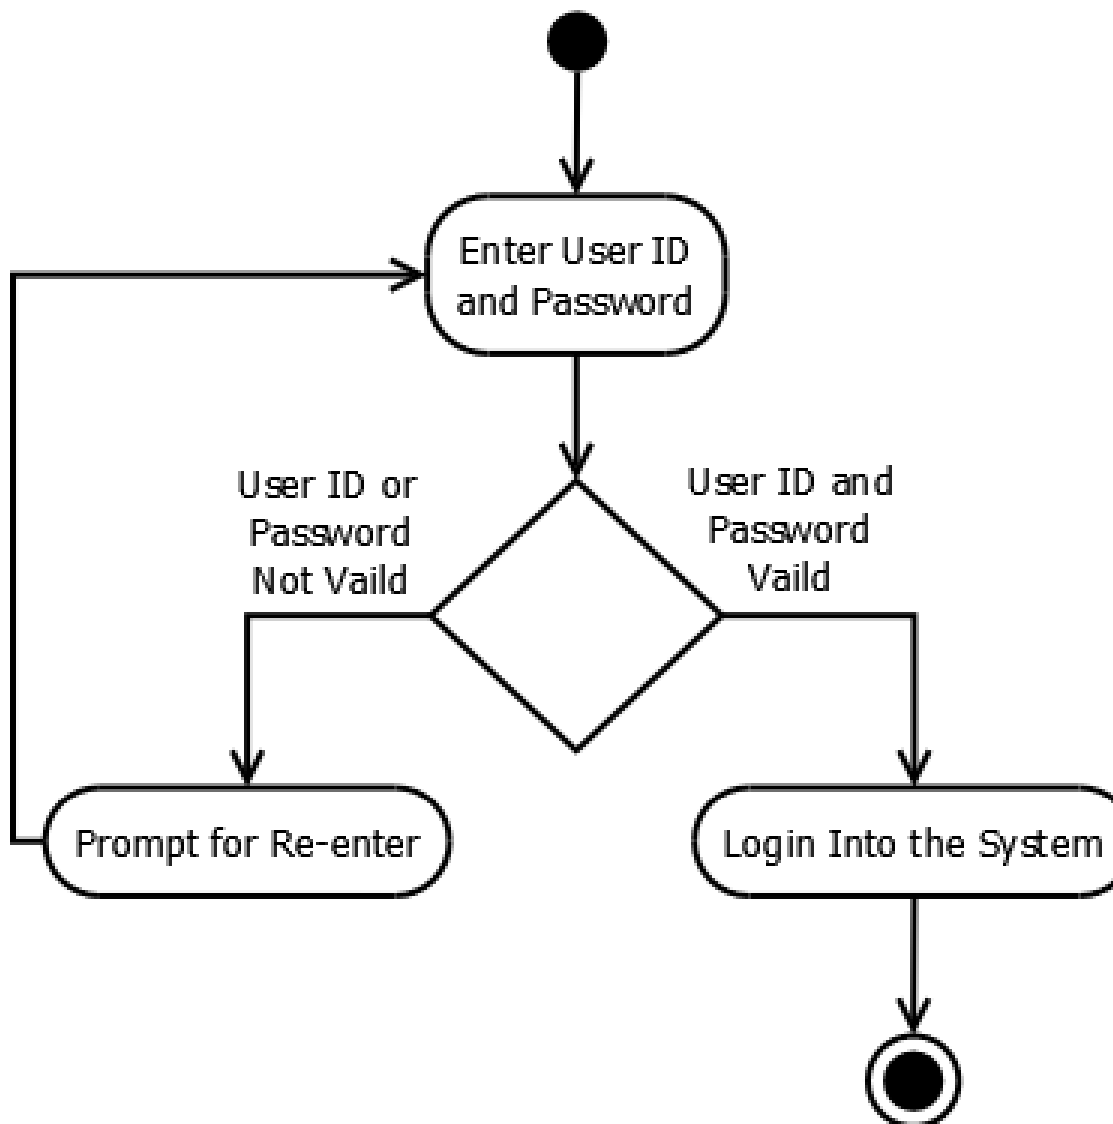 Enter User ID
and Password
User ID or
Password
Not Vaild
User ID and
Password
Vaild
Prompt for Re-enter
Login Into the System